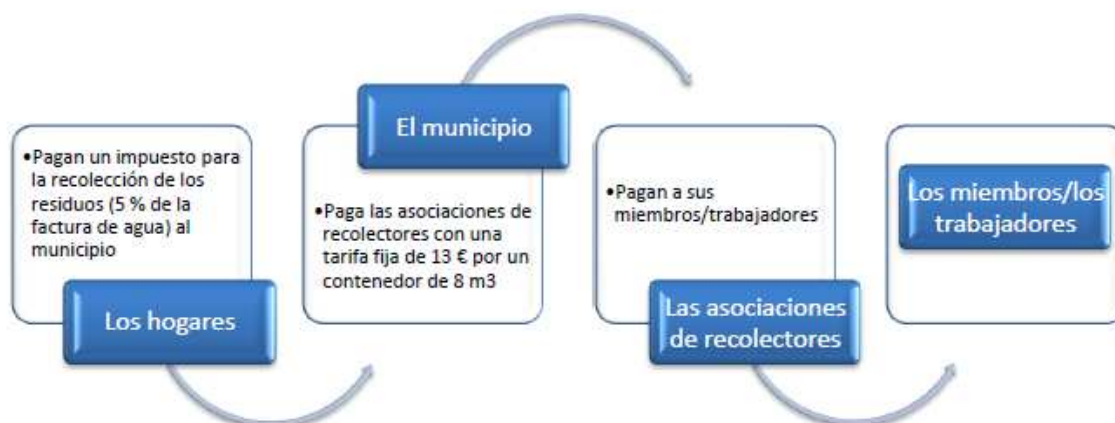 •Pagan un impuesto para
la recolección de los
residuos (5 % de la
factura de agua) al
municipio
Los hogares
El municipio
•Paga las asociaciones de
recolectores con una
tarifa fija de 13 € por un
contenedor de 8 m3
•Pagan a sus
miembros/trabajadores
Las asociaciones
de recolectores
Los miembros/los
trabajadores